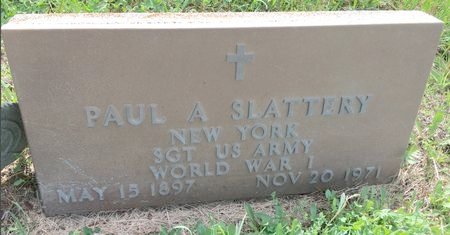 PAUL A SLATTERY
NEW YORK
SGT US ARMY
WORLD WAR I
MAY 15 1897 NOV 20 1971